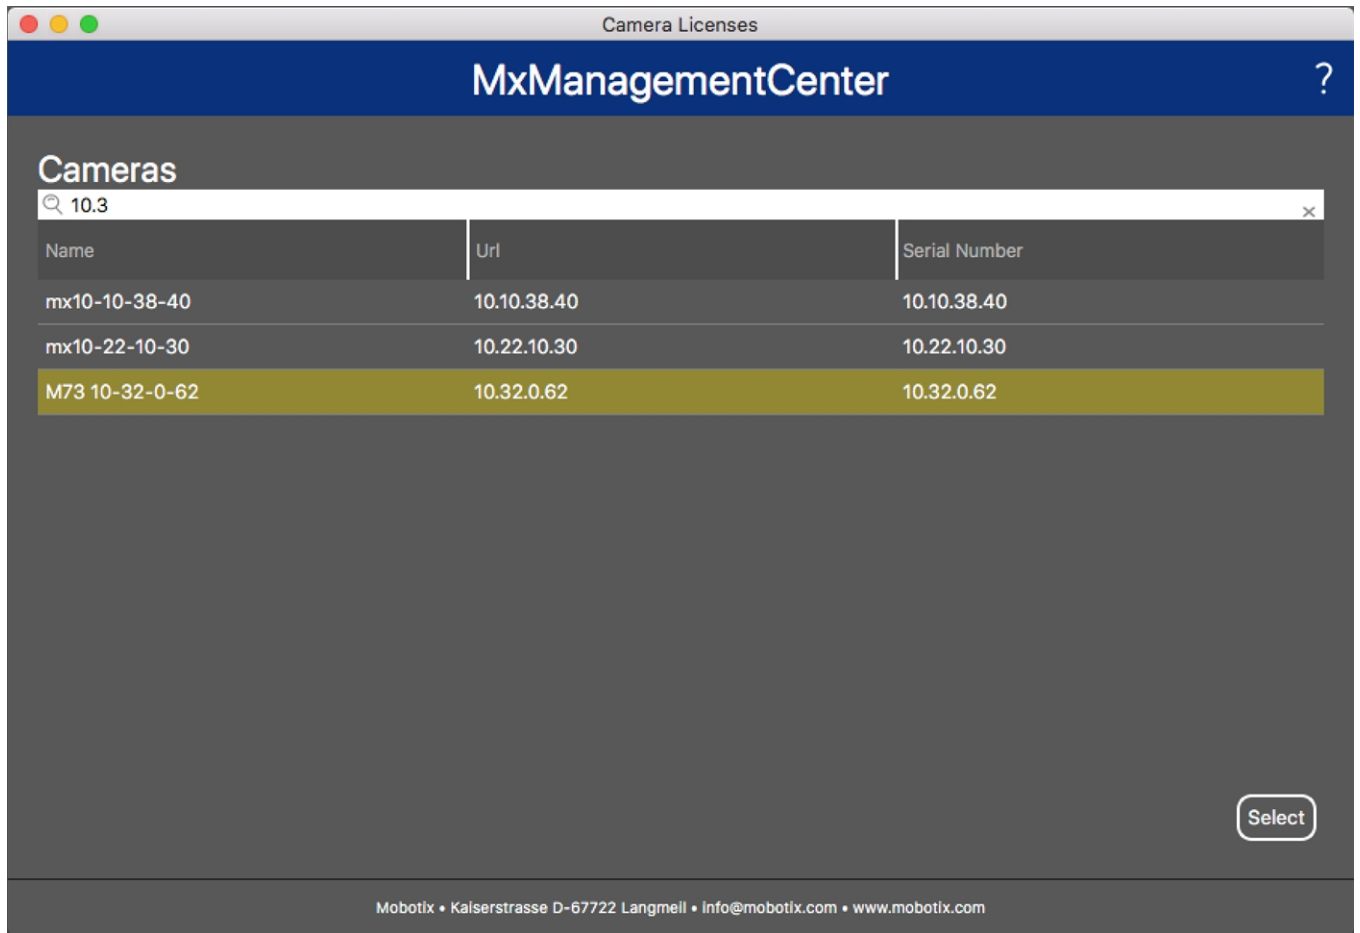 Camera Licenses
MxManagementCenter ?
Cameras
10.3 ×
Name Url Serial Number
mx10-10-38-40 10.10.38.40 10.10.38.40
mx10-22-10-30 10.22.10.30 10.22.10.30
M73 10-32-0-62 10.32.0.62 10.32.0.62
Select
Mobotix • Kaiserstrasse D-67722 Langmeil • info@mobotix.com • www.mobotix.com